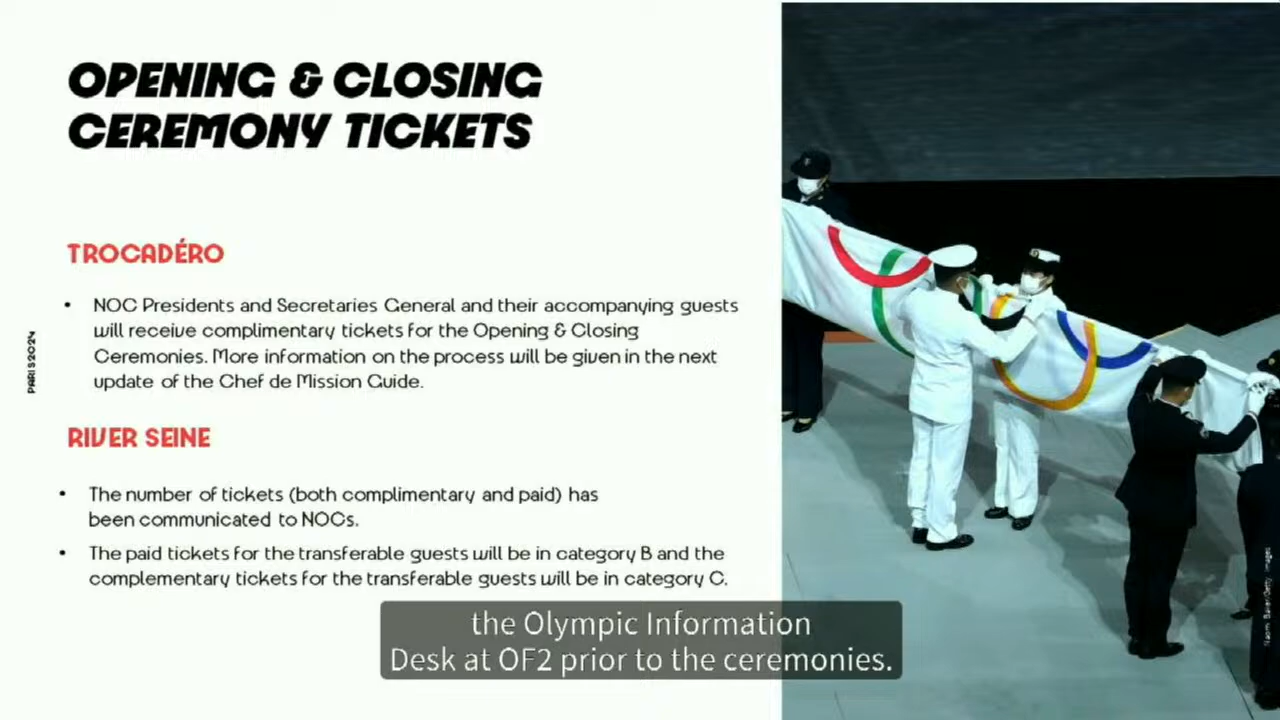 OPENING & CLOSING
CEREMONY TICKETS
TROCADÉRO
• NOC Presidents and Secretaries General and their accompanying guests
will receive complimentary tickets for the Opening & Closing
Ceremonies. More information on the process will be given in the next
update of the Chef de Mission Guide.
RIVER SEINE
• The number of tickets (both complimentary and paid) has
been communicated to NOCs.
• The paid tickets for the transferable guests will be in category B and the
complementary tickets for the transferable guests will be in category C.
PARIS 2024
the Olympic Information
Desk at OF2 prior to the ceremonies.
Naomi Baker/Getty Images